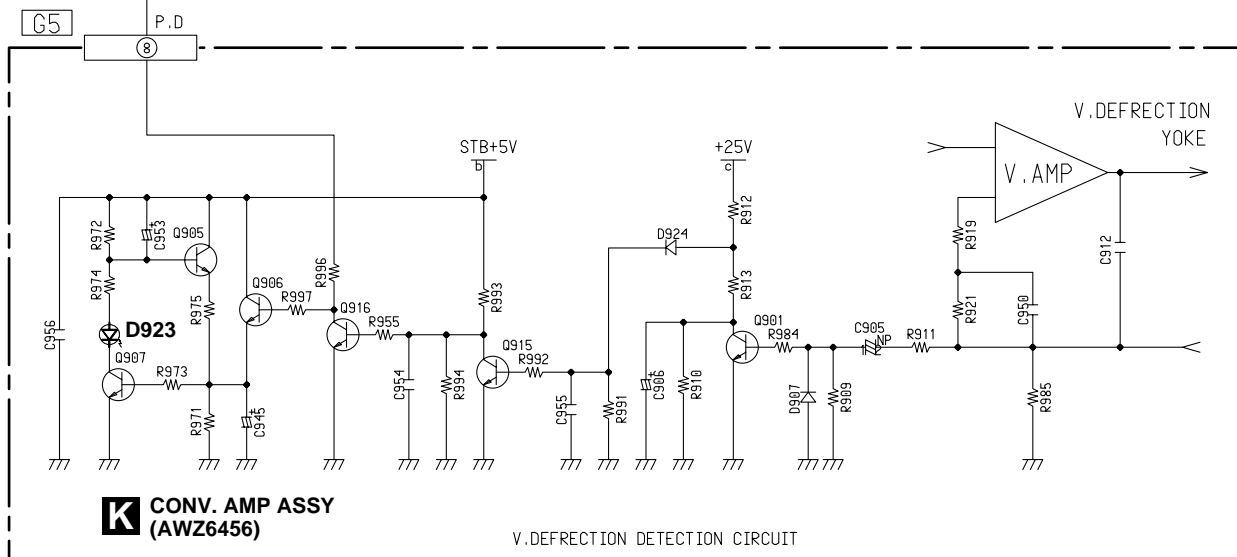 G5
P.D
8
V.DEFRECTION
YOKE
STB+5V
b
+25V
c
V.AMP
R972
C953
Q905
R974
R975
Q906
R997
R996
Q916
R955
R993
D924
R912
R913
R919
C912
C956
D923
Q907
R973
R971
C945
C954
R994
Q915
R992
C955
R991
C906
R910
Q901
R984
D907
R909
C905
NP
R911
R921
C950
R985
K
CONV. AMP ASSY
(AWZ6456)
V.DEFRECTION DETECTION CIRCUIT